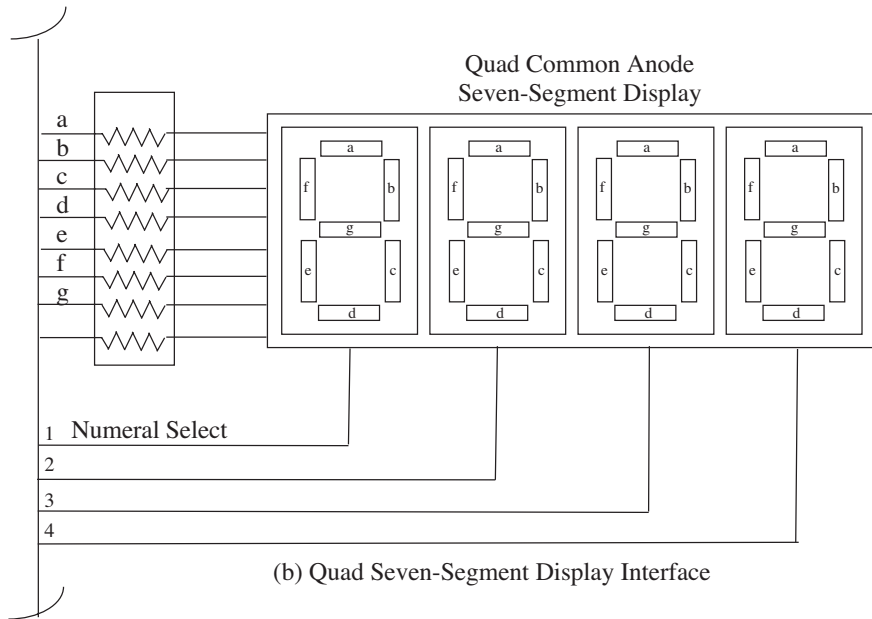 Quad Common Anode
Seven-Segment Display
a
b
c
d
e
f
g
a
f
b
g
e
c
d
a
f
b
g
e
c
d
a
f
b
g
e
c
d
a
f
b
g
e
c
d
1 Numeral Select
2
3
4
(b) Quad Seven-Segment Display Interface